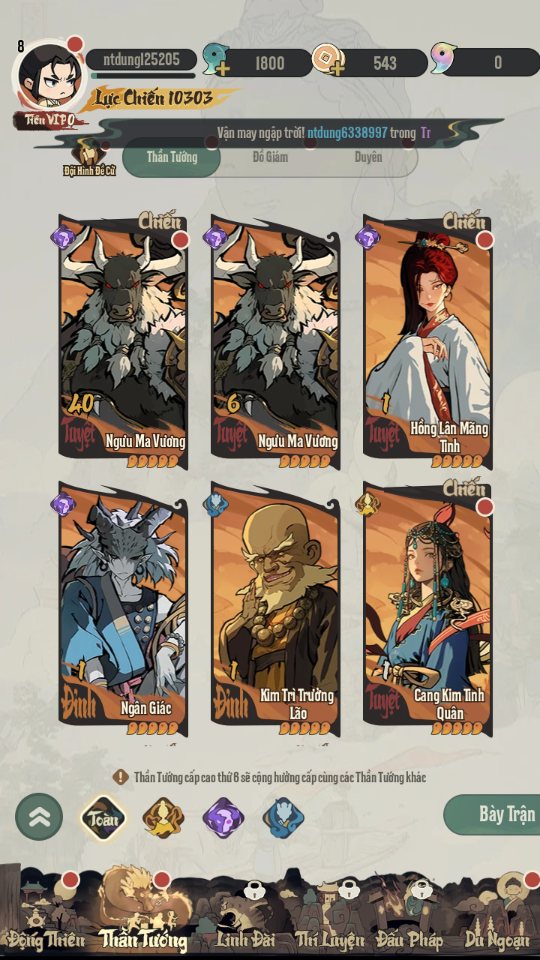 8
ntdung125205
1800
543
0
Lực Chiến 10303
Tiên VIP 0
Vận may ngập trời! ntdung6338997 trong Tr
Đội Hình Đề Cử
Thần Tướng
Đồ Giám
Duyên
Chiến
Chiến
40
Tuyệt
Ngưu Ma Vương
6
Tuyệt
Ngưu Ma Vương
1
Tuyệt
Hồng Lân Mãng
Tinh
Chiến
1
Đỉnh
Ngân Giác
1
Đỉnh
Kim Trì Trưởng
Lão
1
Tuyệt
Cang Kim Tinh
Quân
Thần Tướng cấp cao thứ 6 sẽ cộng hưởng cấp cùng các Thần Tướng khác
Toàn
Bày Trận
Động Thiên
Thần Tướng
Linh Đài
Thí Luyện
Đấu Pháp
Du Ngoạn